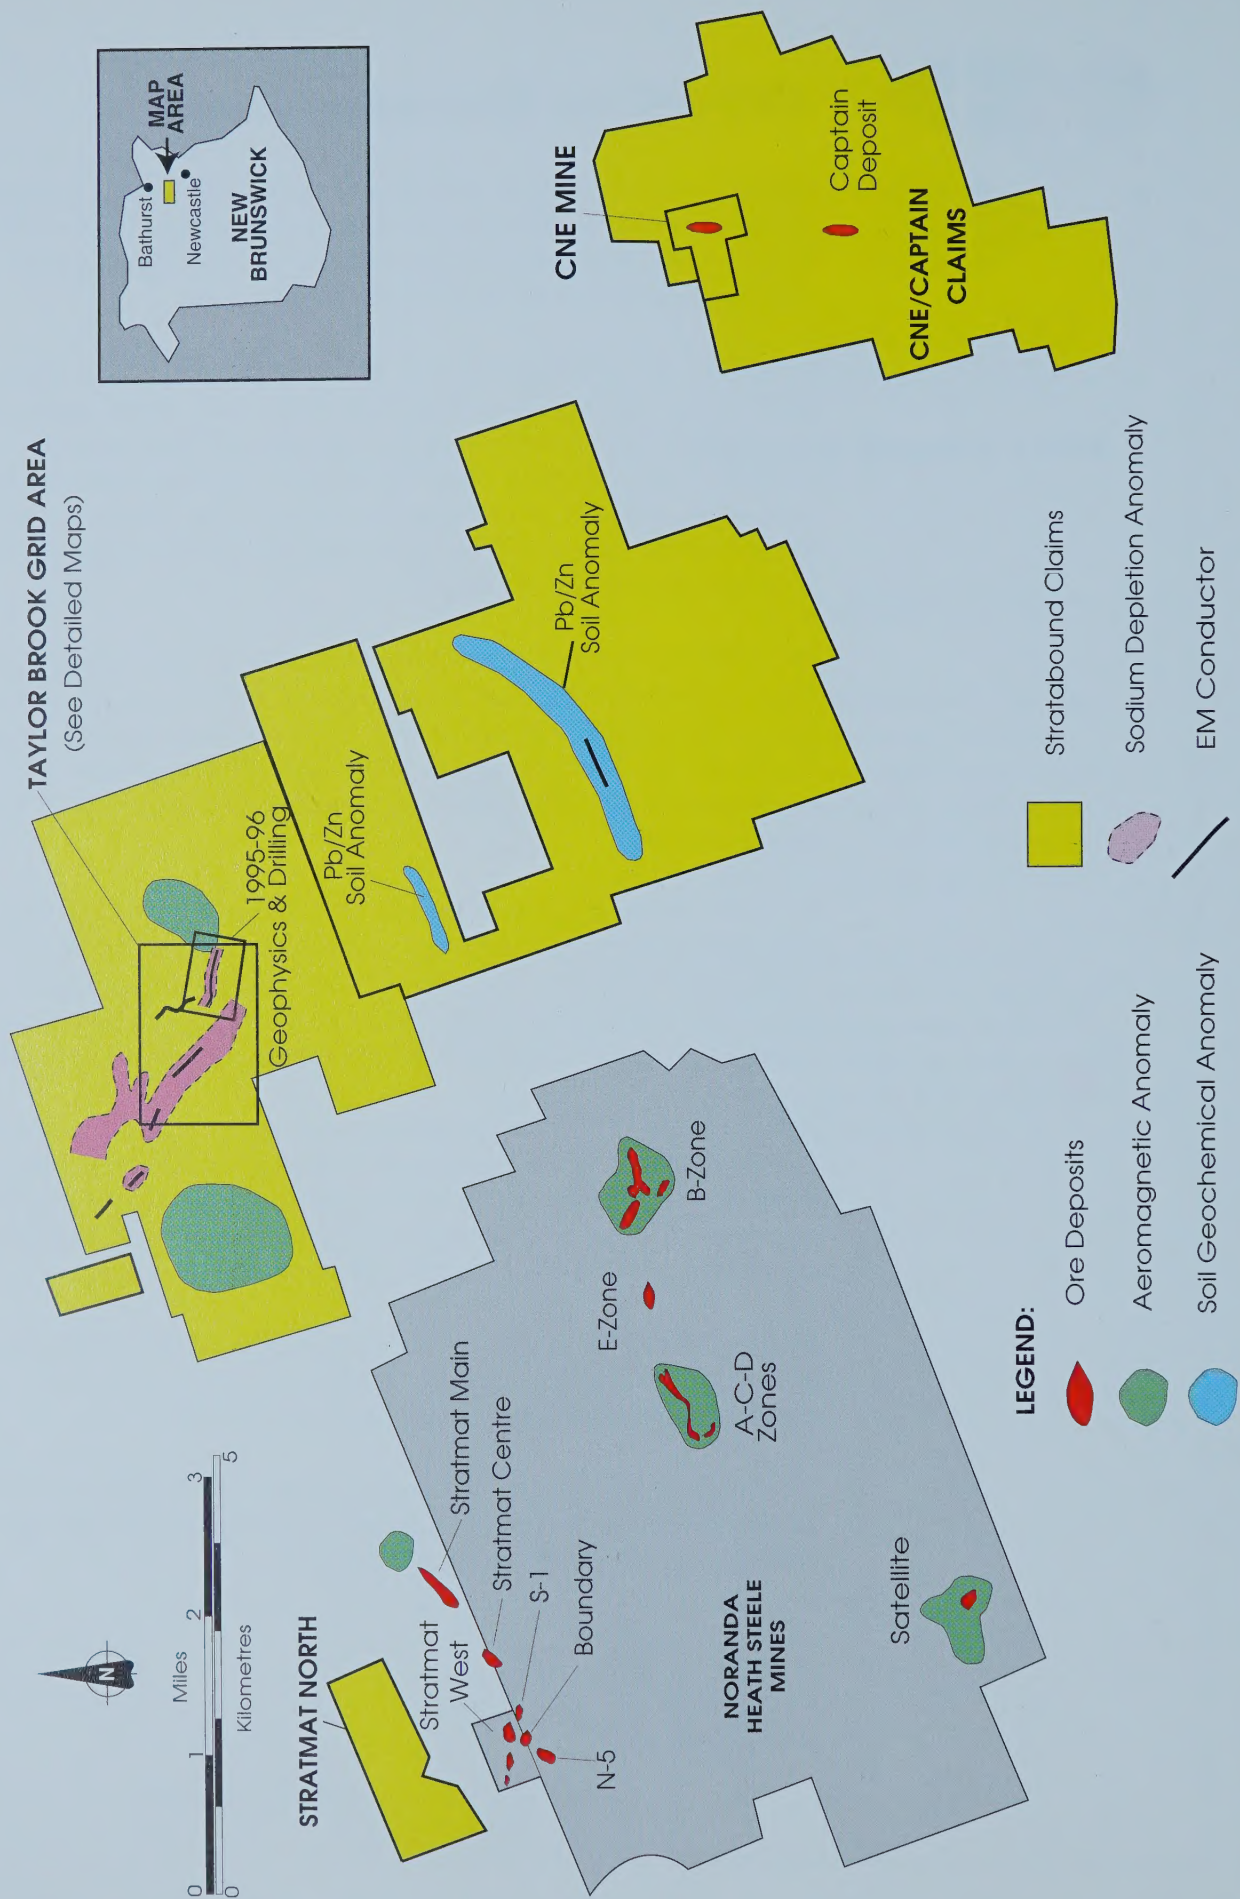 TAYLOR BROOK GRID AREA
(See Detailed Maps)
Bathurst
MAP
AREA
Newcastle
NEW
BRUNSWICK
N
Miles
0
1
2
3
0
5
Kilometres
STRATMAT NORTH
Stratmat
West
Stratmat Main
Stratmat Centre
S-1
Boundary
N-5
1995-96
Geophysics & Drilling
Pb/Zn
Soil Anomaly
Pb/Zn
Soil Anomaly
CNE MINE
Captain
Deposit
CNE/CAPTAIN
CLAIMS
E-Zone
B-Zone
A-C-D
Zones
NORANDA
HEATH STEELE
MINES
Satellite
LEGEND:
Ore Deposits
Aeromagnetic Anomaly
Soil Geochemical Anomaly
Stratabound Claims
Sodium Depletion Anomaly
EM Conductor